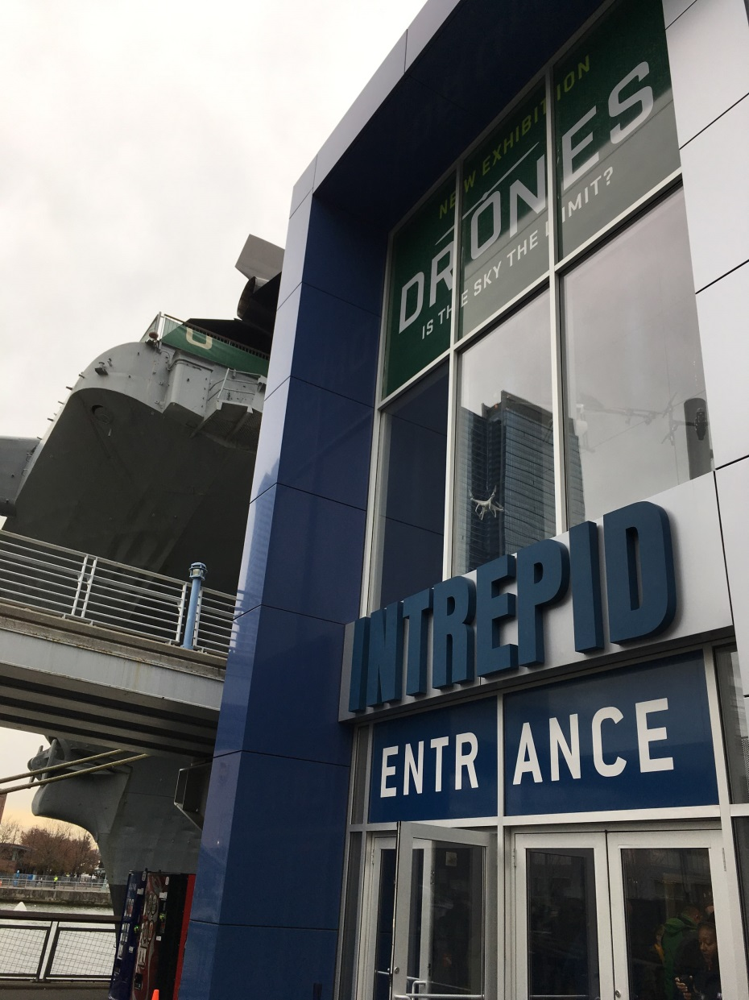 NEW EXHIBITION
DRONES
IS THE SKY THE LIMIT?
INTREPID
ENTRANCE